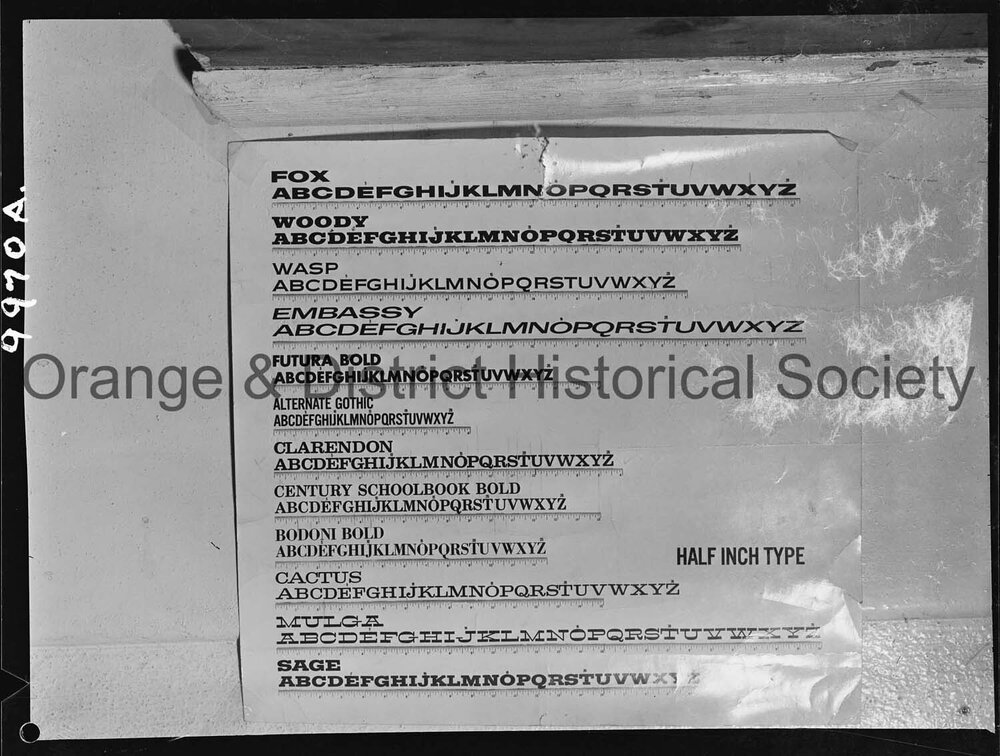 FOX
ABCDEFGHIJKLMNOPQRSTUVWXYZ
WOODY
ABCDEFGHIJKLMNOPQRSTUVWXYZ
WASP
ABCDEFGHIJKLMNOPQRSTUVWXYZ
EMBASSY
ABCDEFGHIJKLMNOPQRSTUVWXYZ
FUTURA BOLD
ABCDEFGHIJKLMNOPQRSTUVWXYZ
Orange & District Historical Society
ALTERNATE GOTHIC
ABCDEFGHIJKLMNOPQRSTUVWXYZ
CLARENDON
ABCDEFGHIJKLMNOPQRSTUVWXYZ
CENTURY SCHOOLBOOK BOLD
ABCDEFGHIJKLMNOPQRSTUVWXYZ
BODONI BOLD
ABCDEFGHIJKLMNOPQRSTUVWXYZ
HALF INCH TYPE
CACTUS
ABCDEFGHIJKLMNOPQRSTUVWXYZ
MULGA
ABCDEFGHIJKLMNOPQRSTUVWXYZ
SAGE
ABCDEFGHIJKLMNOPQRSTUVWXYZ
9970A.